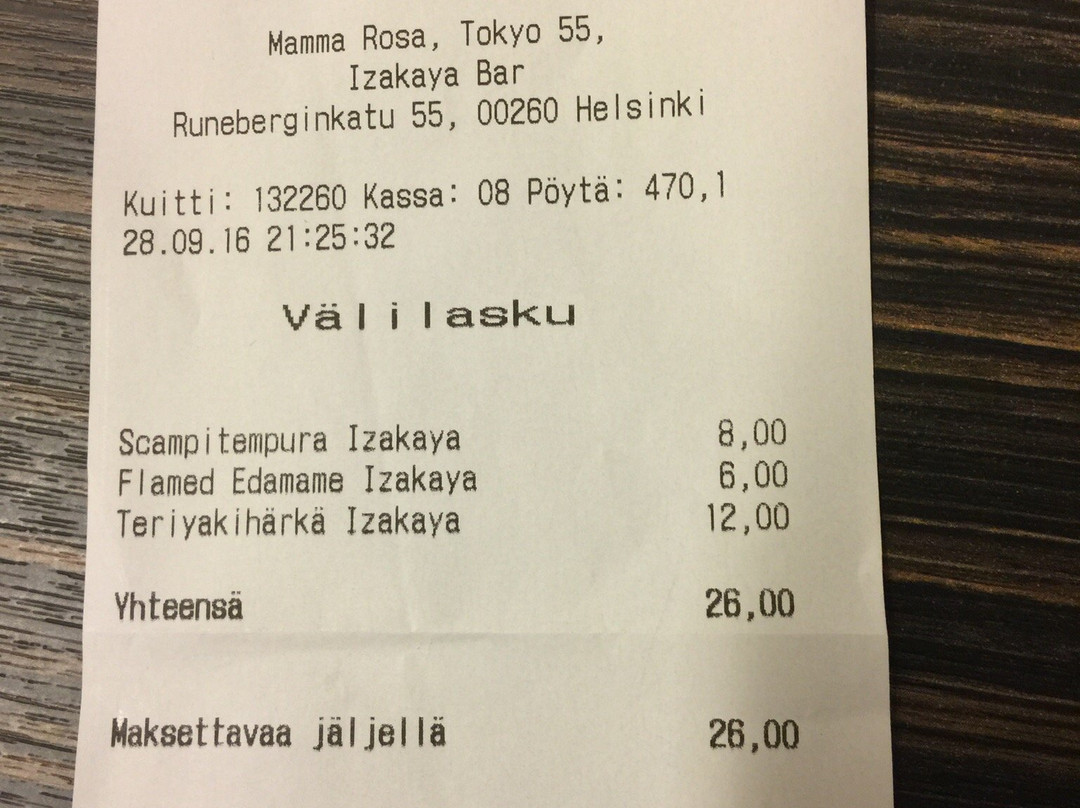 Mamma Rosa, Tokyo 55,
Izakaya Bar
Runeberginkatu 55, 00260 Helsinki
Kuitti: 132260 Kassa: 08 Pöytä: 470,1
28.09.16 21:25:32
Välilasku
Scampitempura Izakaya 8,00
Flamed Edamame Izakaya 6,00
Teriyakihärkä Izakaya 12,00
Yhteensä 26,00
Maksettavaa jäljellä 26,00